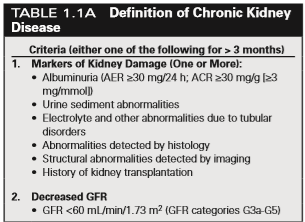 TABLE 1.1A Definition of Chronic Kidney
Disease
Criteria (either one of the following for > 3 months)
1. Markers of Kidney Damage (One or More):
• Albuminuria (AER ≥30 mg/24 h; ACR ≥30 mg/g [≥3
mg/mmol])
• Urine sediment abnormalities
• Electrolyte and other abnormalities due to tubular
disorders
• Abnormalities detected by histology
• Structural abnormalities detected by imaging
• History of kidney transplantation
2. Decreased GFR
• GFR <60 mL/min/1.73 m² (GFR categories G3a-G5)